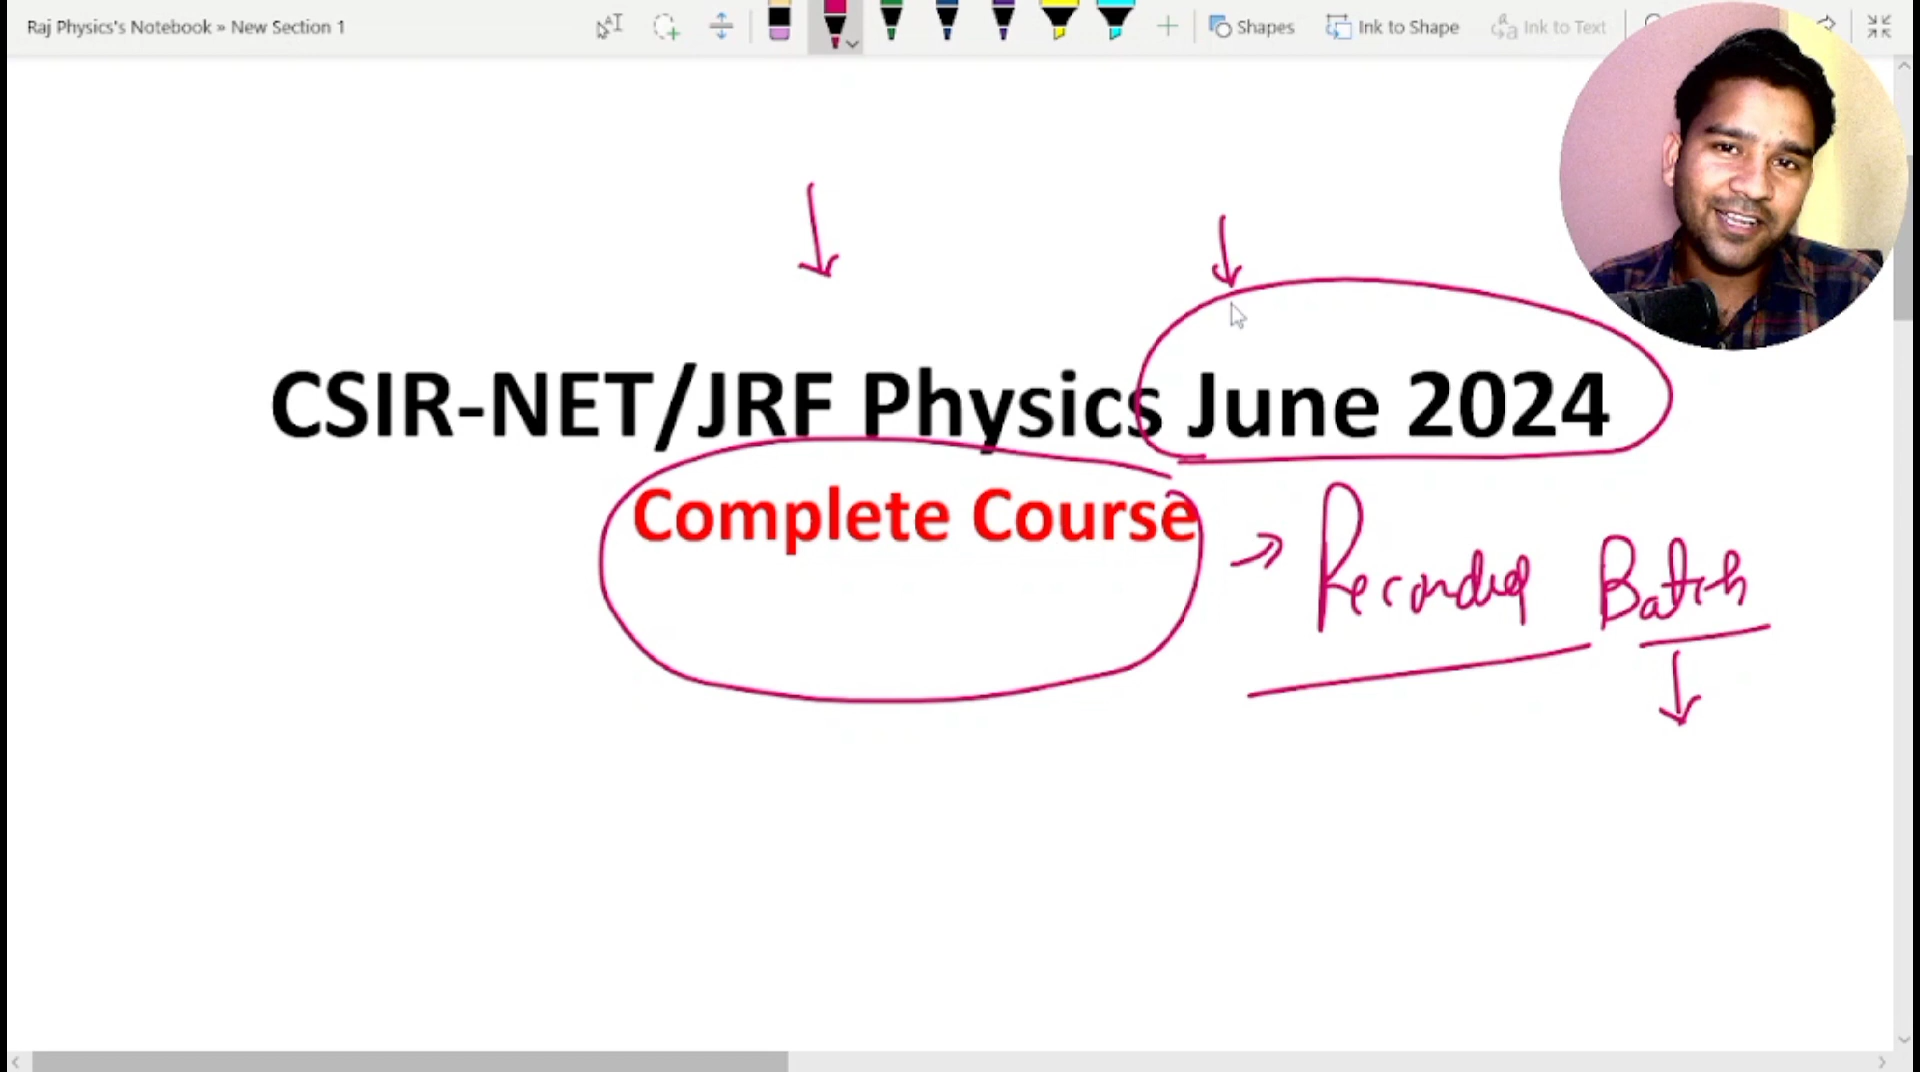 Raj Physics's Notebook » New Section 1
Shapes
Ink to Shape
Ink to Text
CSIR-NET/JRF Physics June 2024
Complete Course
Recorded Batch